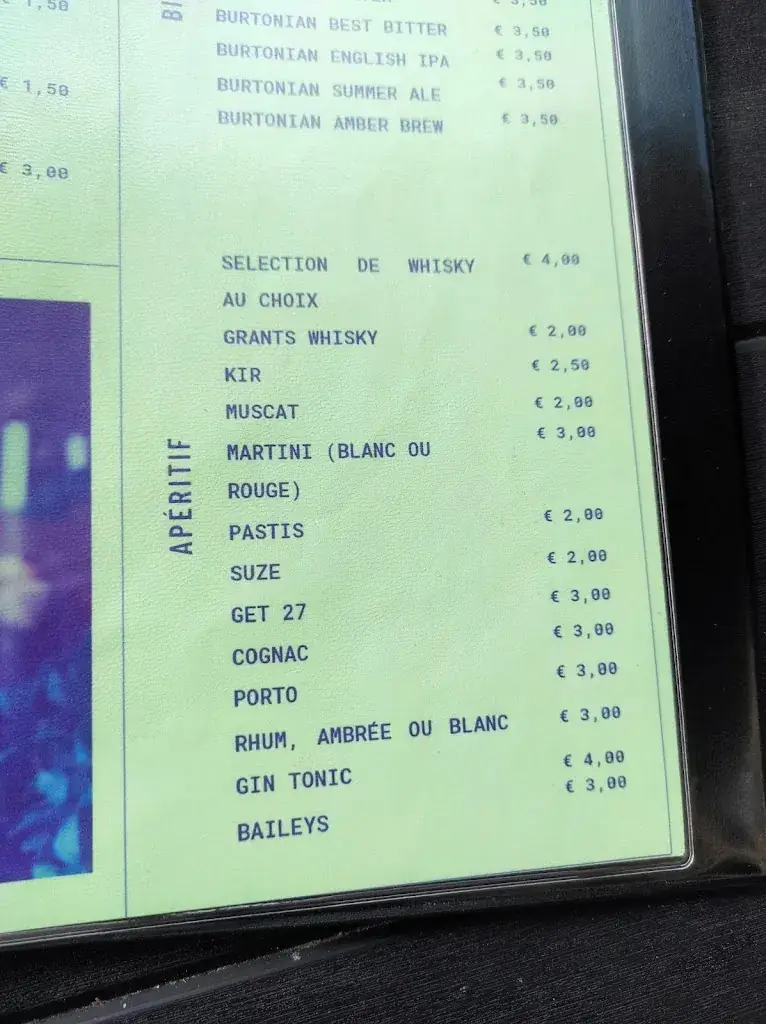 € 1,50
€ 1,50
€ 3,00
€ 3,50
BURTONIAN BEST BITTER € 3,50
BURTONIAN ENGLISH IPA € 3,50
BURTONIAN SUMMER ALE € 3,50
BURTONIAN AMBER BREW € 3,50
APÉRITIF
SELECTION DE WHISKY € 4,00
AU CHOIX
GRANTS WHISKY € 2,00
KIR € 2,50
MUSCAT € 2,00
MARTINI (BLANC OU € 3,00
ROUGE)
PASTIS € 2,00
SUZE € 2,00
GET 27 € 3,00
COGNAC € 3,00
PORTO € 3,00
RHUM, AMBRÉE OU BLANC € 3,00
GIN TONIC € 4,00
BAILEYS € 3,00